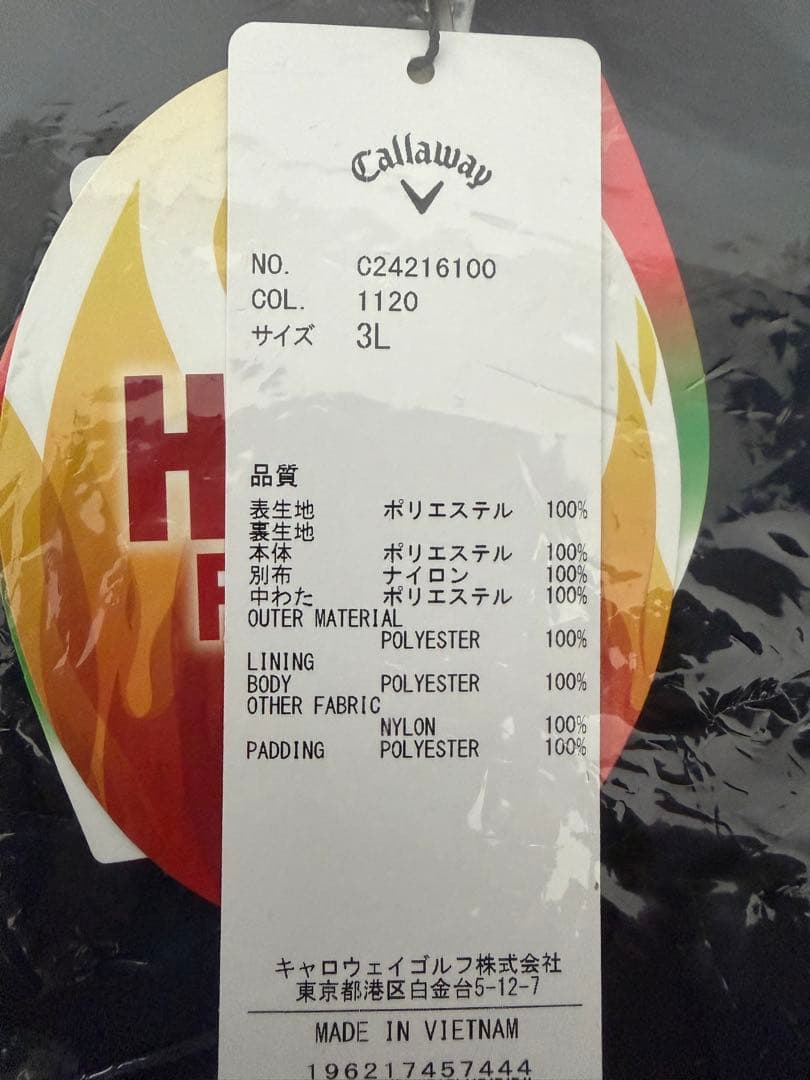 Callaway
NO. C24216100
COL. 1120
サイズ 3L
H
品質
表生地 ポリエステル 100%
裏生地
本体 ポリエステル 100%
別布 ナイロン 100%
中わた ポリエステル 100%
OUTER MATERIAL
POLYESTER 100%
LINING
BODY POLYESTER 100%
OTHER FABRIC
NYLON 100%
PADDING POLYESTER 100%
キャロウェイゴルフ株式会社
東京都港区白金台5-12-7
MADE IN VIETNAM
196217457444